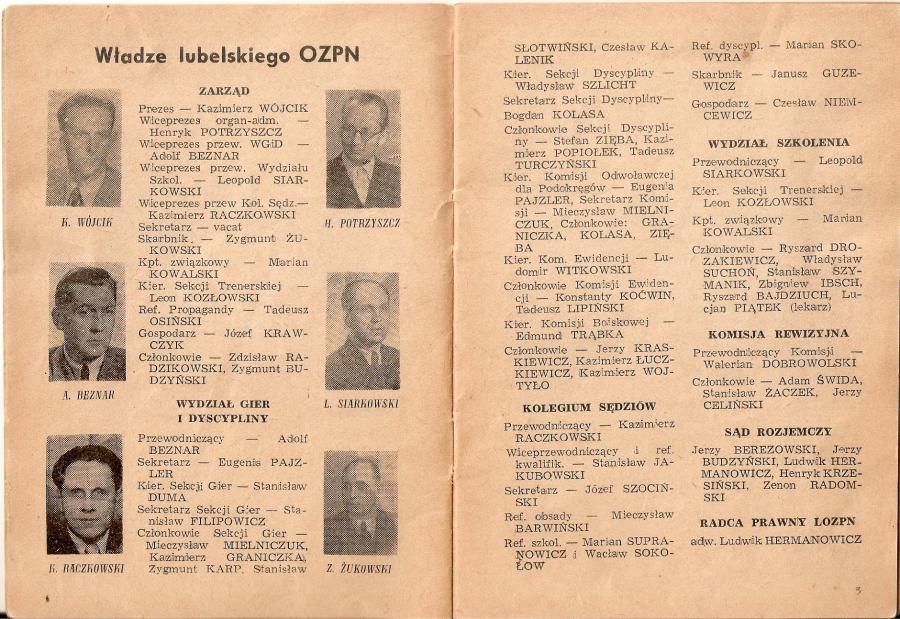 Władze lubelskiego OZPN
ZARZĄD
Prezes — Kazimierz WÓJCIK
Wiceprezes organ-adm. —
Henryk POTRZYSZCZ
Wiceprezes przew. WGiD —
Adolf BEZNAR
Wiceprezes przew. Wydziału
Szkol. — Leopold SIAR-
KOWSKI
Wiceprezes przew Kol. Sędz.—
Kazimierz RACZKOWSKI
Sekretarz — vacat
Skarbnik — Zygmunt ŻU-
KOWSKI
Kpt. związkowy — Marian
KOWALSKI
Kier. Sekcji Trenerskiej —
Leon KOZŁOWSKI
Ref. Propagandy — Tadeusz
OSIŃSKI
Gospodarz — Józef KRAW-
CZYK
Członkowie — Zdzisław RA-
DZIKOWSKI, Zygmunt BU-
DZYŃSKI
WYDZIAŁ GIER
I DYSCYPLINY
Przewodniczący — Adolf
BEZNAR
Sekretarz — Eugenia PAJZ-
LER
Kier. Sekcji Gier — Stanisław
DUMA
Sekretarz Sekcji Gier — Sta-
nisław FILIPOWICZ
Członkowie Sekcji Gier —
Mieczysław MIELNICZUK,
Kazimierz GRANICZKA,
Zygmunt KARP, Stanisław
K. WÓJCIK
A. BEZNAR
K. RACZKOWSKI
H. POTRZYSZCZ
L. SIARKOWSKI
Z. ŻUKOWSKI
SŁOTWIŃSKI, Czesław KA-
LENIK
Kier. Sekcji Dyscypliny —
Władysław SZLICHT
Sekretarz Sekcji Dyscypliny—
Bogdan KOLASA
Członkowie Sekcji Dyscypli-
ny — Stefan ZIĘBA, Kazi-
mierz POPIOŁEK, Tadeusz
TURCZYŃSKI
Kier. Komisji Odwoławczej
dla Podokręgów — Eugenia
PAJZLER, Sekretarz Komi-
sji — Mieczysław MIELNI-
CZUK, Członkowie: GRA-
NICZKA, KOLASA, ZIĘ-
BA
Kier. Kom. Ewidencji — Lu-
domir WITKOWSKI
Członkowie Komisji Ewiden-
cji — Konstanty KOĆWIN,
Tadeusz LIPIŃSKI
Kier. Komisji Boiskowej —
Edmund TRĄBKA
Członkowie — Jerzy KRAS-
KIEWICZ, Kazimierz ŁUCZ-
KIEWICZ, Kazimierz WOJ-
TYŁO
KOLEGIUM SĘDZIÓW
Przewodniczący — Kazimierz
RACZKOWSKI
Wiceprzewodniczący i ref.
kwalifik. — Stanisław JA-
KUBOWSKI
Sekretarz — Józef SZOCIŃ-
SKI
Ref. obsady — Mieczysław
BARWIŃSKI
Ref. szkol. — Marian SUPRA-
NOWICZ i Wacław SOKO-
ŁOW
Ref. dyscypl. — Marian SKO-
WYRA
Skarbnik — Janusz GUZE-
WICZ
Gospodarz — Czesław NIEM-
CEWICZ
WYDZIAŁ SZKOLENIA
Przewodniczący — Leopold
SIARKOWSKI
Kier. Sekcji Trenerskiej —
Leon KOZŁOWSKI
Kpt. związkowy — Marian
KOWALSKI
Członkowie — Ryszard DRO-
ZAKIEWICZ, Władysław
SUCHOŃ, Stanisław SZY-
MANIK, Zbigniew IBSCH,
Ryszard BAJDZIUCH, Lu-
cjan PIĄTEK (lekarz)
KOMISJA REWIZYJNA
Przewodniczący Komisji —
Walerian DOBROWOLSKI
Członkowie — Adam ŚWIDA,
Stanisław ŻACZEK, Jerzy
CELIŃSKI
SĄD ROZJEMCZY
Jerzy BEREZOWSKI, Jerzy
BUDZYŃSKI, Ludwik HER-
MANOWICZ, Henryk KRZE-
SIŃSKI, Zenon RADOM-
SKI
RADCA PRAWNY LOZPN
adw. Ludwik HERMANOWICZ
3